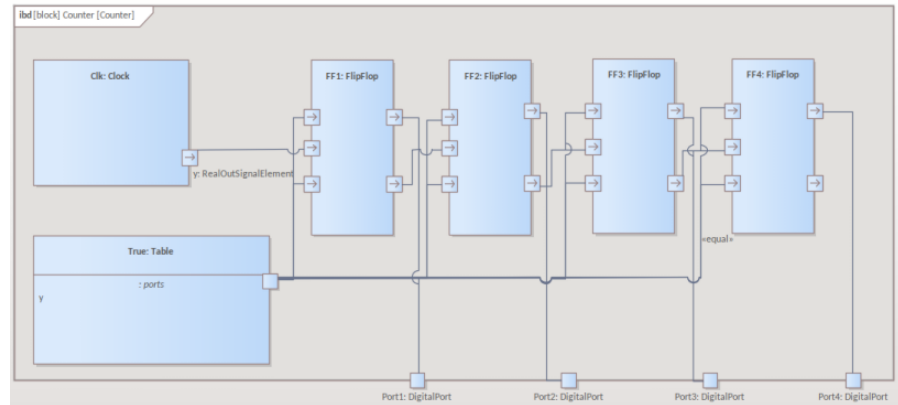 ibd [block] Counter [Counter]
Clk: Clock
FF1: FlipFlop
FF2: FlipFlop
FF3: FlipFlop
FF4: FlipFlop
y: RealOutSignalElement
True: Table
: ports
y
«equal»
Port1: DigitalPort
Port2: DigitalPort
Port3: DigitalPort
Port4: DigitalPort